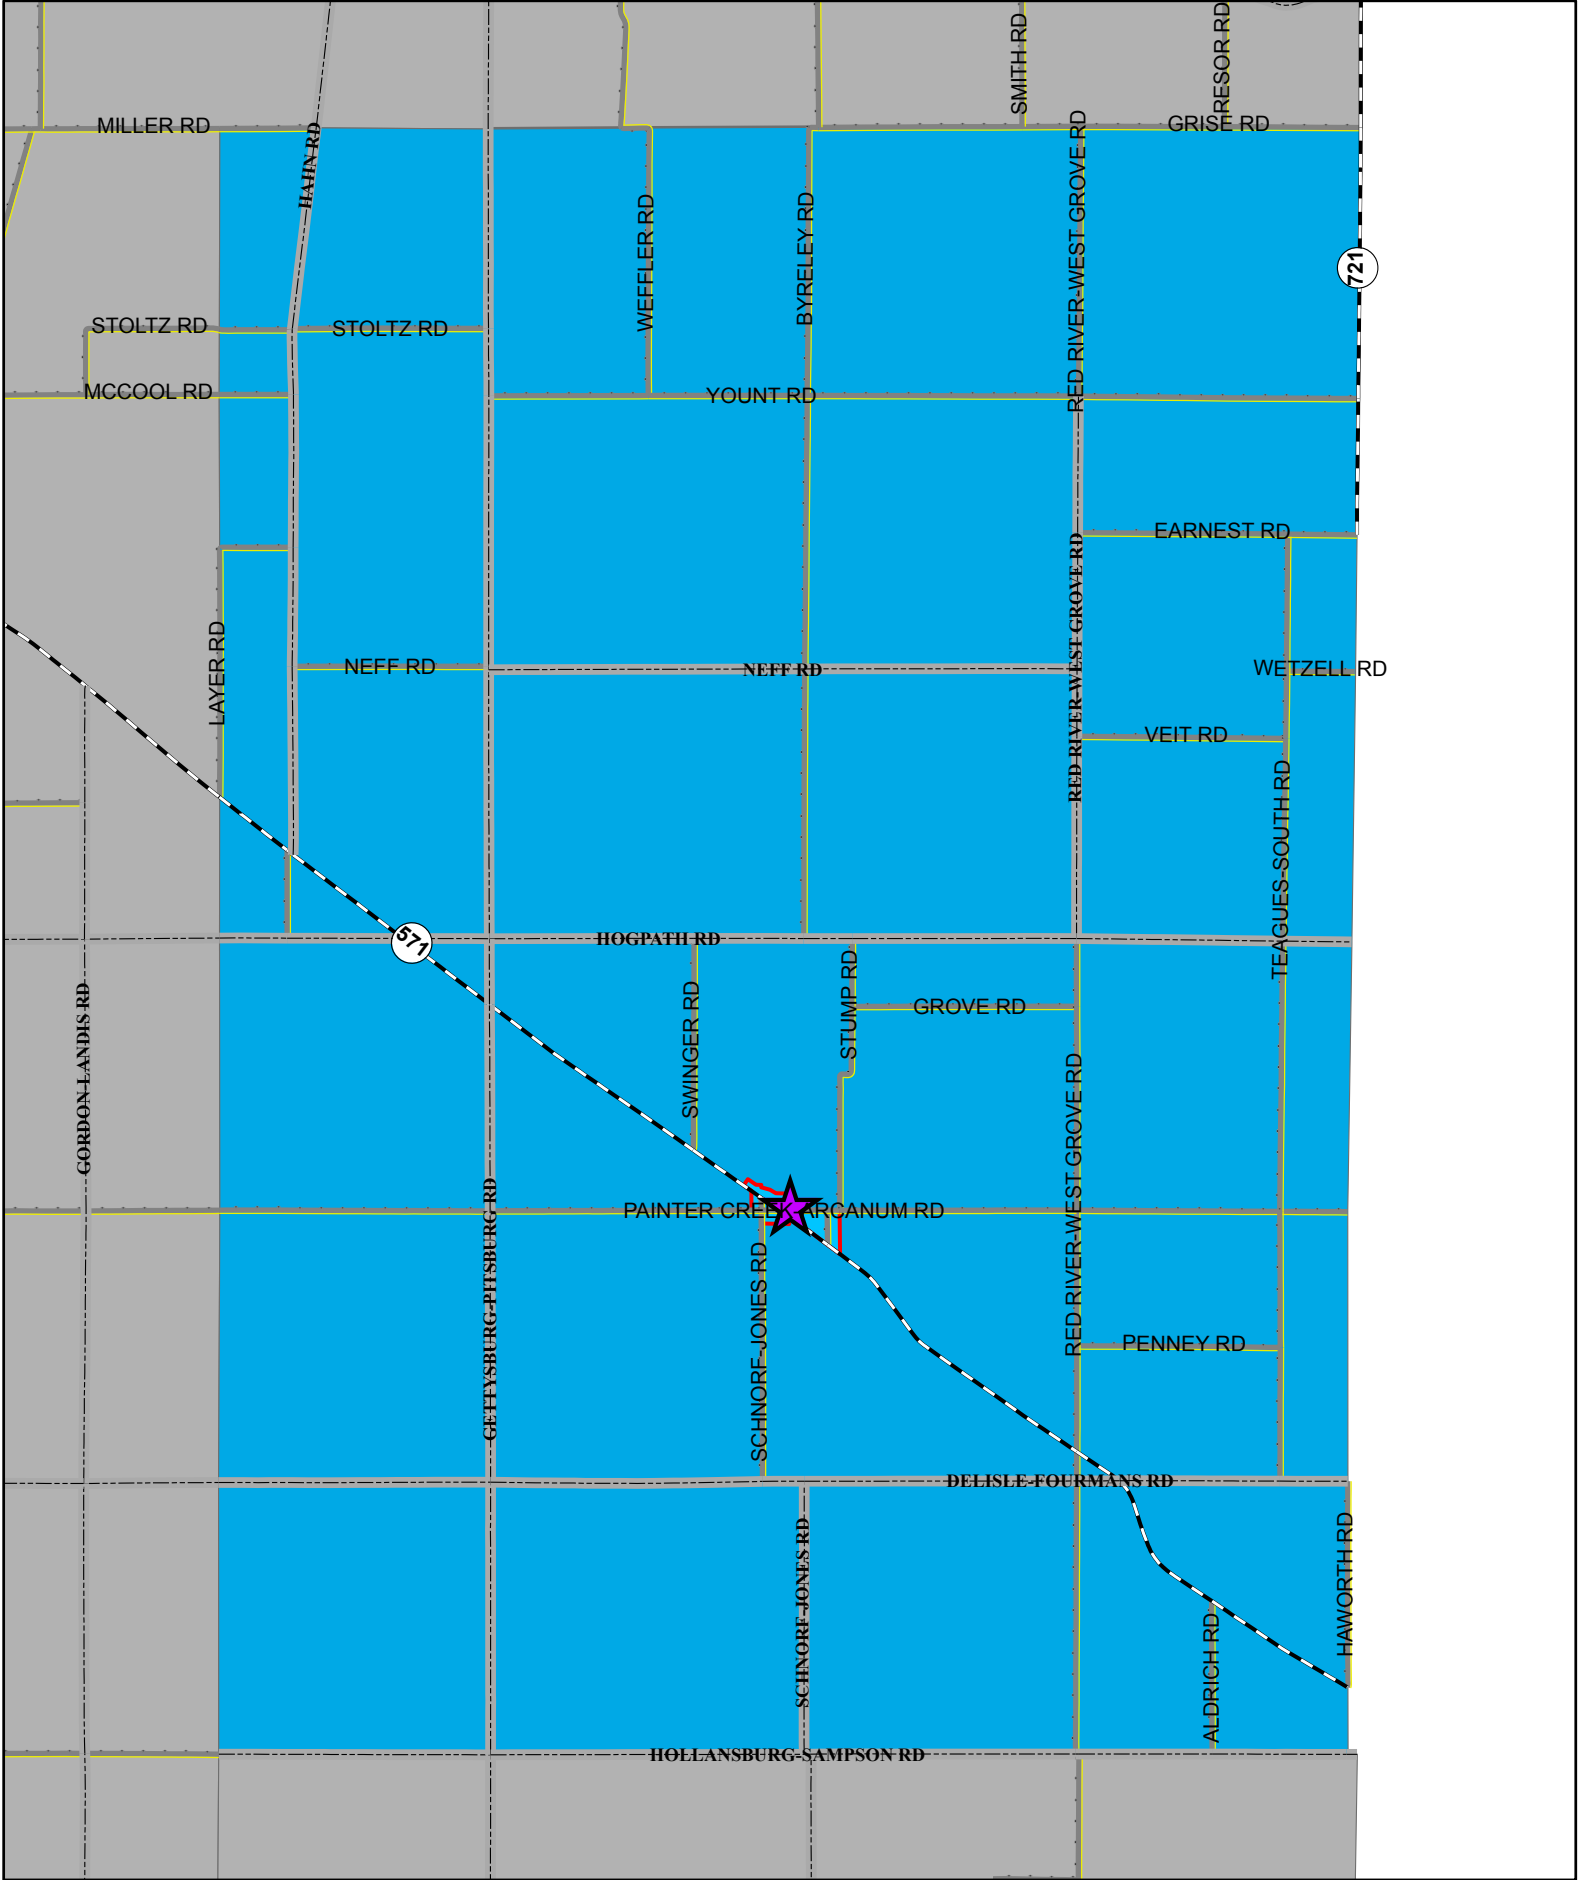 SMITH RD
RESOR RD
MILLER RD
GRISE RD
HAHN RD
RED RIVER-WEST GROVE RD
WEFFLER RD
BYRELEY RD
721
STOLTZ RD
STOLTZ RD
MCCOOL RD
YOUNT RD
EARNEST RD
RED RIVER-WEST GROVE RD
LAYER RD
NEFF RD
NEFF RD
WETZELL RD
VEIT RD
TEAGUES-SOUTH RD
571
HOGPATH RD
GORDON-LANDIS RD
SWINGER RD
STUMP RD
GROVE RD
RED RIVER-WEST GROVE RD
GETTYSBURG-PITSBURG RD
PAINTER CREEK-ARCANUM RD
SCHNORF-JONES RD
PENNEY RD
DELISLE-FOURMANS RD
SCHNORF-JONES RD
HAWORTH RD
ALDRICH RD
HOLLANSBURG-SAMPSON RD